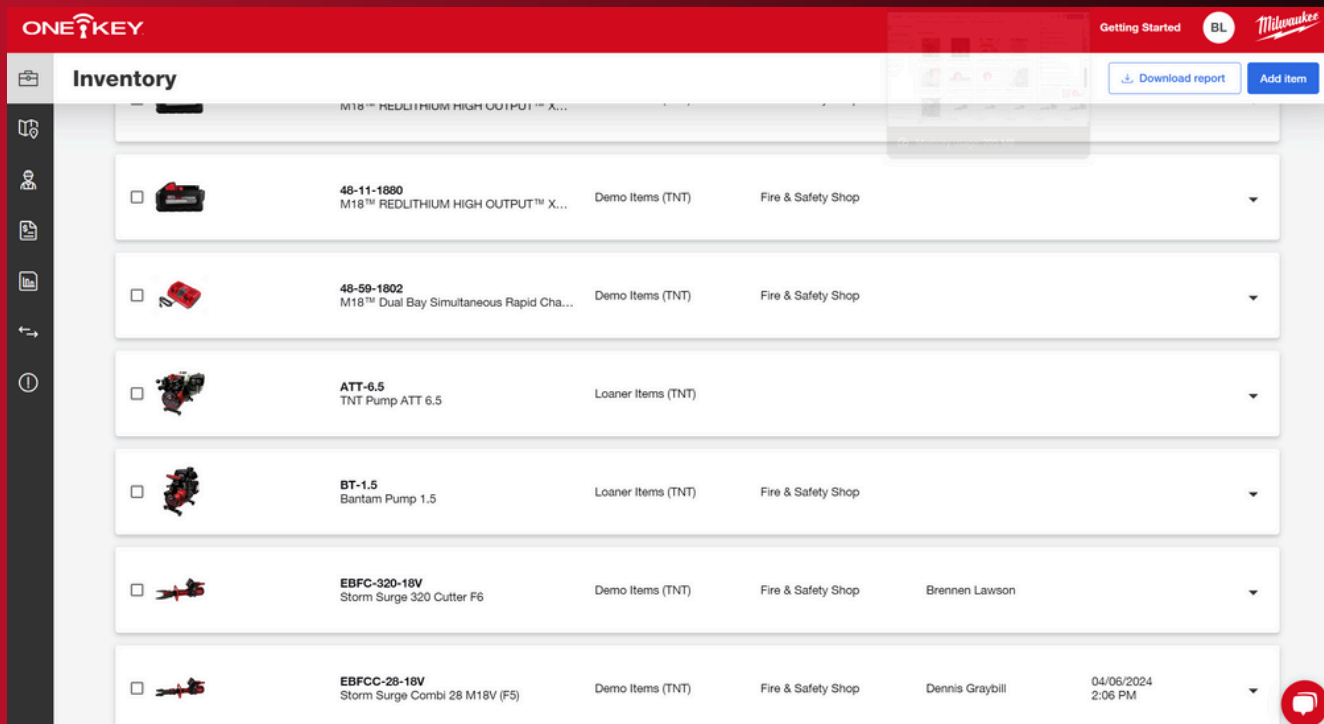 ONE KEY
Getting Started
BL
Milwaukee
Inventory
Download report
Add item
M18™ REDLITHIUM HIGH OUTPUT™ X...
48-11-1880
M18™ REDLITHIUM HIGH OUTPUT™ X...
Demo Items (TNT)
Fire & Safety Shop
48-59-1802
M18™ Dual Bay Simultaneous Rapid Cha...
Demo Items (TNT)
Fire & Safety Shop
ATT-6.5
TNT Pump ATT 6.5
Loaner Items (TNT)
BT-1.5
Bantam Pump 1.5
Loaner Items (TNT)
Fire & Safety Shop
EBFC-320-18V
Storm Surge 320 Cutter F6
Demo Items (TNT)
Fire & Safety Shop
Brennen Lawson
EBFCC-28-18V
Storm Surge Combi 28 M18V (F5)
Demo Items (TNT)
Fire & Safety Shop
Dennis Graybill
04/06/2024
2:06 PM